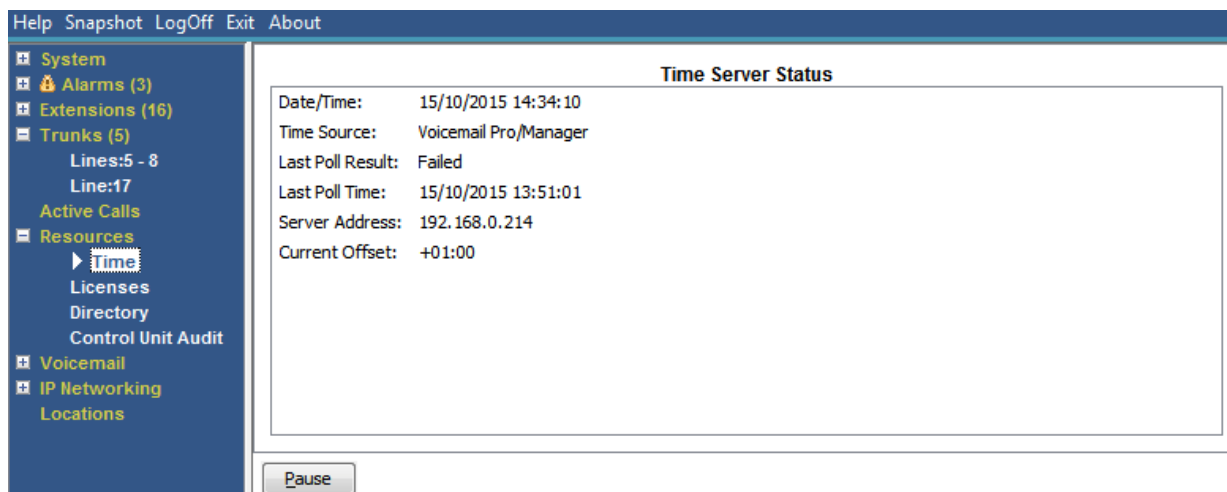 Help Snapshot LogOff Exit About
System
Alarms (3)
Extensions (16)
Trunks (5)
Lines:5 - 8
Line:17
Active Calls
Resources
Time
Licenses
Directory
Control Unit Audit
Voicemail
IP Networking
Locations
Time Server Status
Date/Time: 15/10/2015 14:34:10
Time Source: Voicemail Pro/Manager
Last Poll Result: Failed
Last Poll Time: 15/10/2015 13:51:01
Server Address: 192.168.0.214
Current Offset: +01:00
Pause